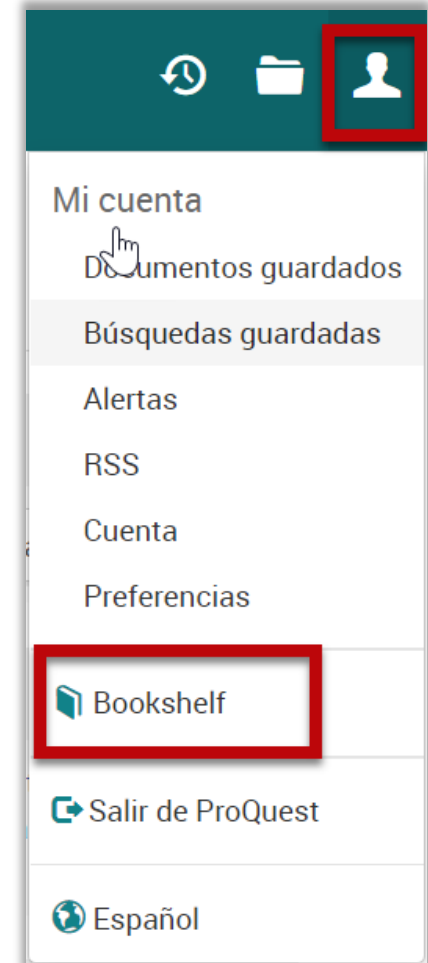 Mi cuenta
Documentos guardados
Búsquedas guardadas
Alertas
RSS
Cuenta
Preferencias
Bookshelf
Salir de ProQuest
Español